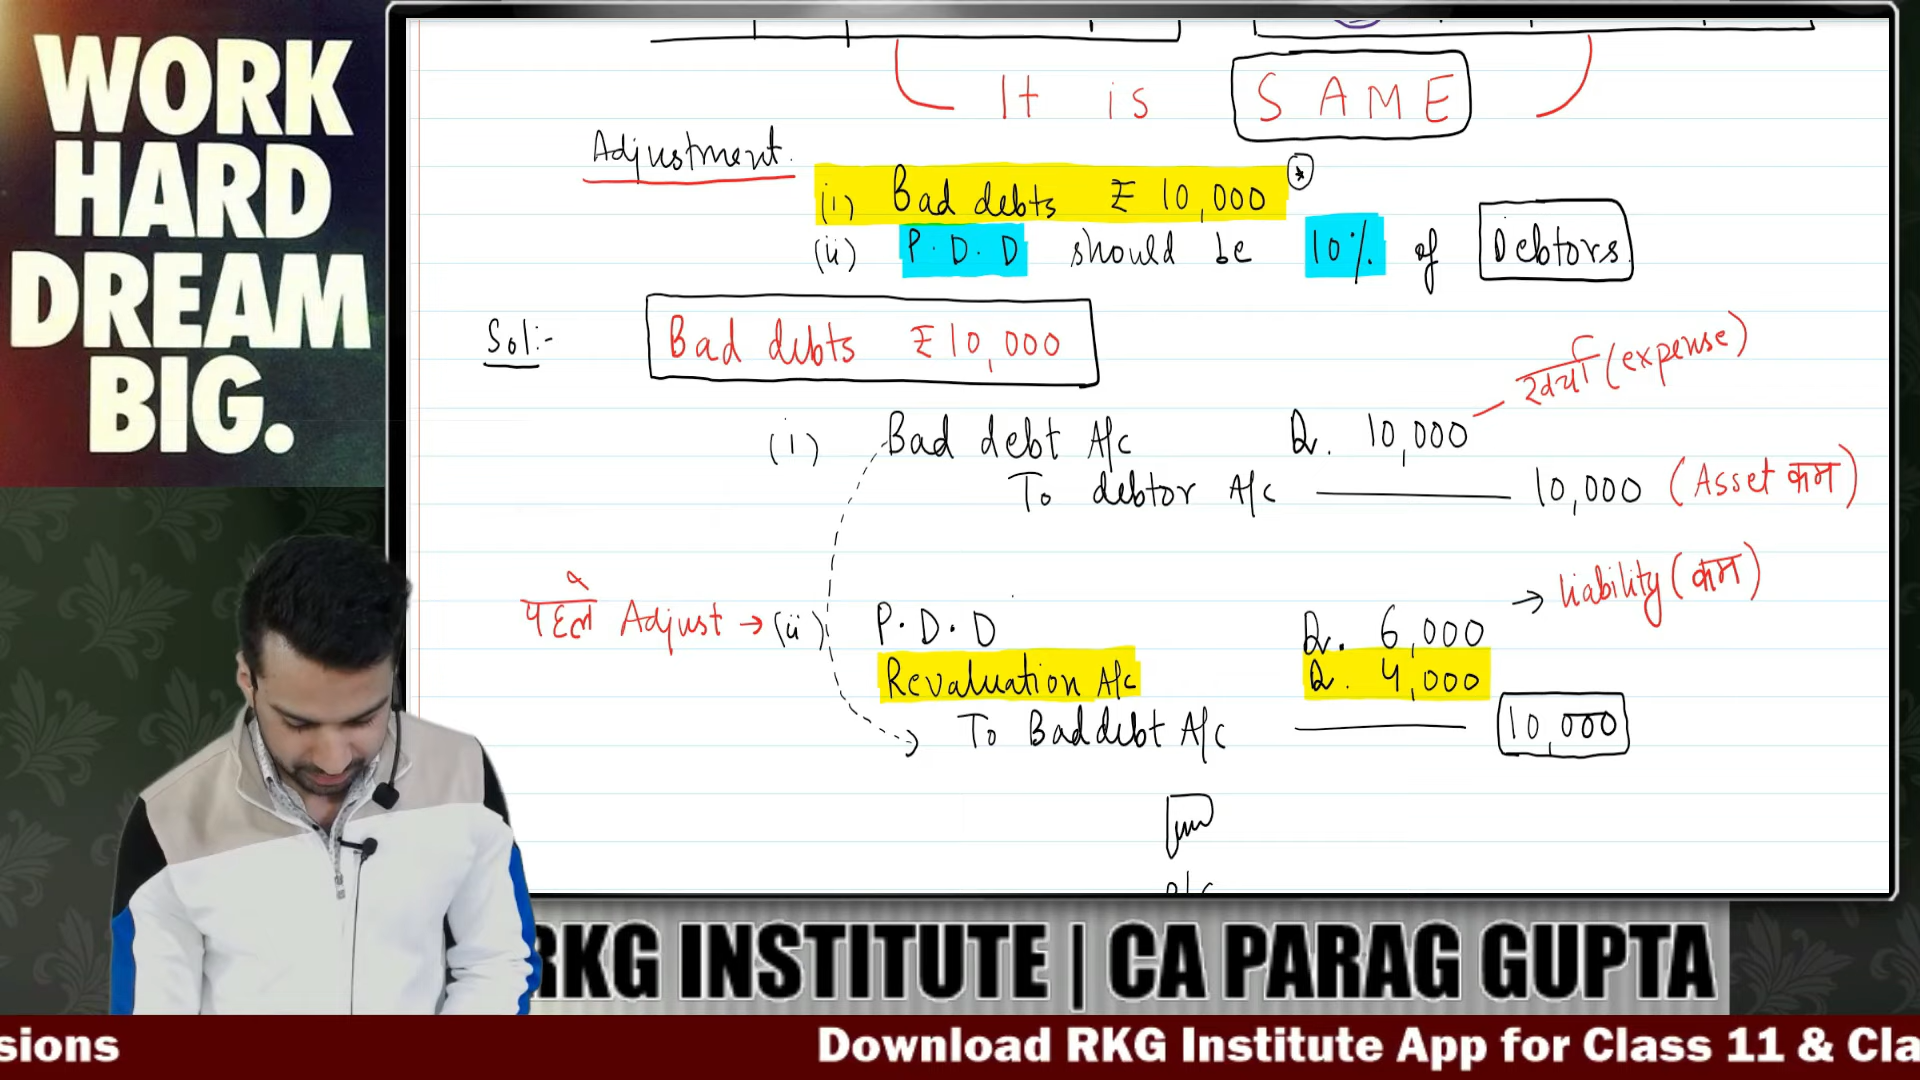 WORK
HARD
DREAM
BIG.
It is SAME
Adjustment.
(i) Bad debts ₹ 10,000
(ii) P.D.D should be 10% of Debtors
Sol:-
Bad debts ₹10,000
खर्चा (expense)
(i) Bad debt A/c Dr. 10,000
To debtor A/c 10,000 (Asset कम)
पहले Adjust → (ii) P.D.D Dr. 6,000 → liability (कम)
Revaluation A/c Dr. 4,000
To Bad debt A/c 10,000
RKG INSTITUTE | CA PARAG GUPTA
sions Download RKG Institute App for Class 11 & Cla